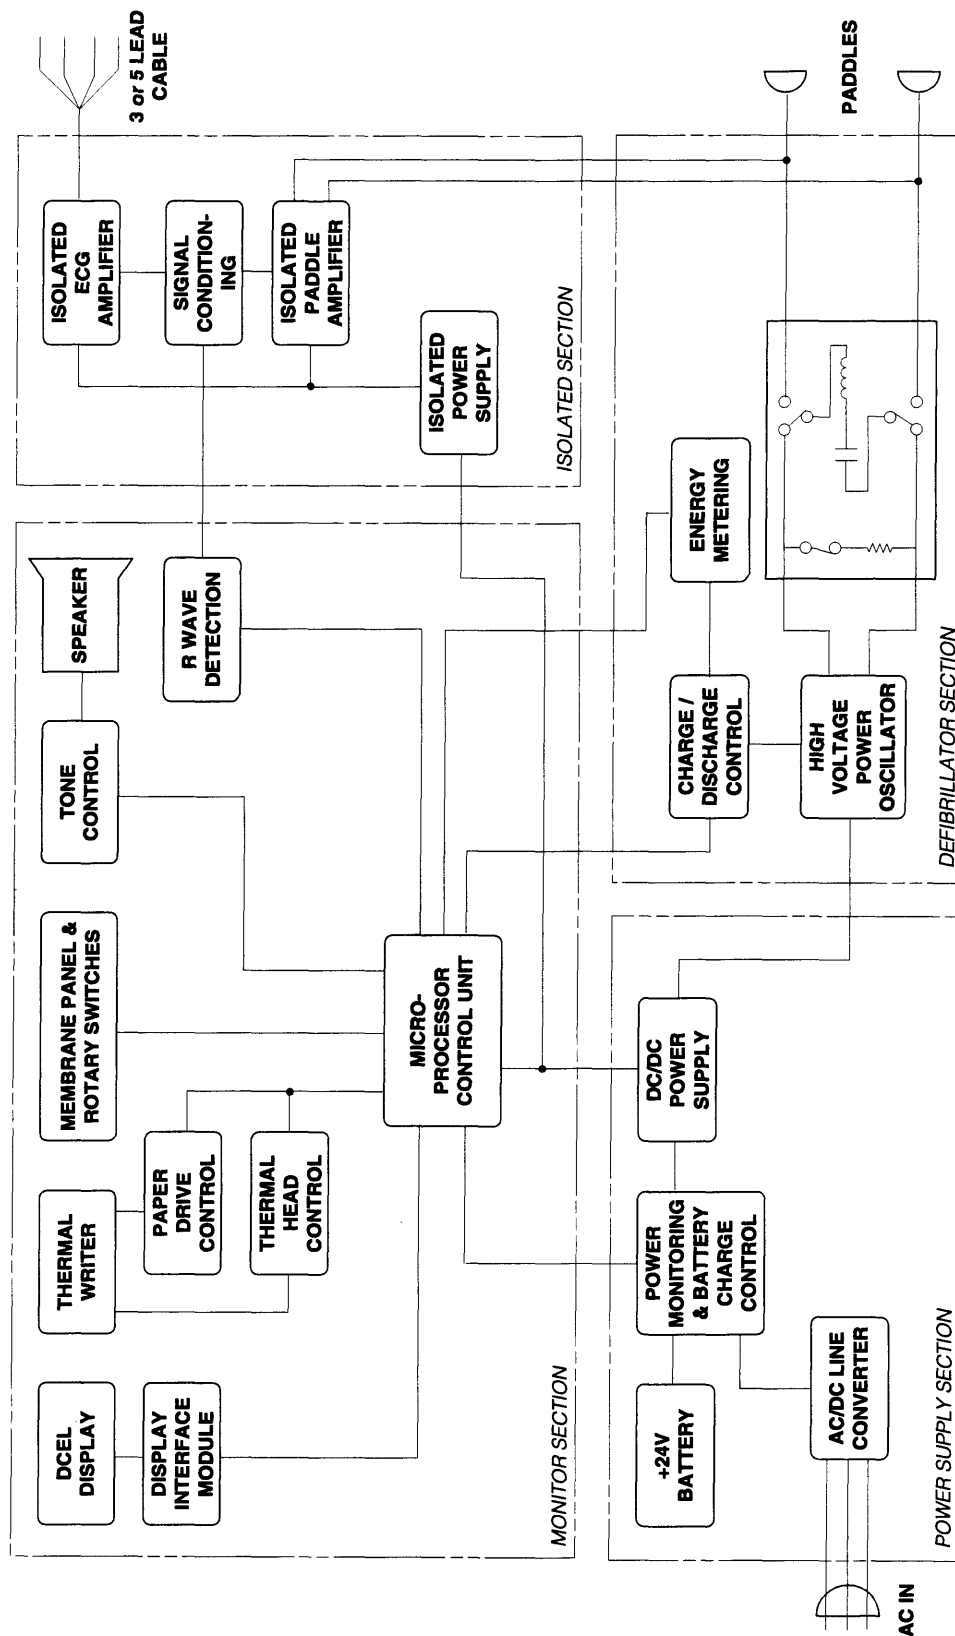 DCEL
DISPLAY
DISPLAY
INTERFACE
MODULE
THERMAL
WRITER
PAPER
DRIVE
CONTROL
THERMAL
HEAD
CONTROL
MEMBRANE PANEL &
ROTARY SWITCHES
TONE
CONTROL
SPEAKER
R WAVE
DETECTION
MICRO-
PROCESSOR
CONTROL UNIT
MONITOR SECTION
3 or 5 LEAD
CABLE
ISOLATED
ECG
AMPLIFIER
SIGNAL
CONDITION-
ING
ISOLATED
PADDLE
AMPLIFIER
ISOLATED
POWER
SUPPLY
ISOLATED SECTION
+24V
BATTERY
POWER
MONITORING
& BATTERY
CHARGE
CONTROL
DC/DC
POWER
SUPPLY
AC/DC LINE
CONVERTER
AC IN
POWER SUPPLY SECTION
CHARGE /
DISCHARGE
CONTROL
ENERGY
METERING
HIGH
VOLTAGE
POWER
OSCILLATOR
PADDLES
DEFIBRILLATOR SECTION